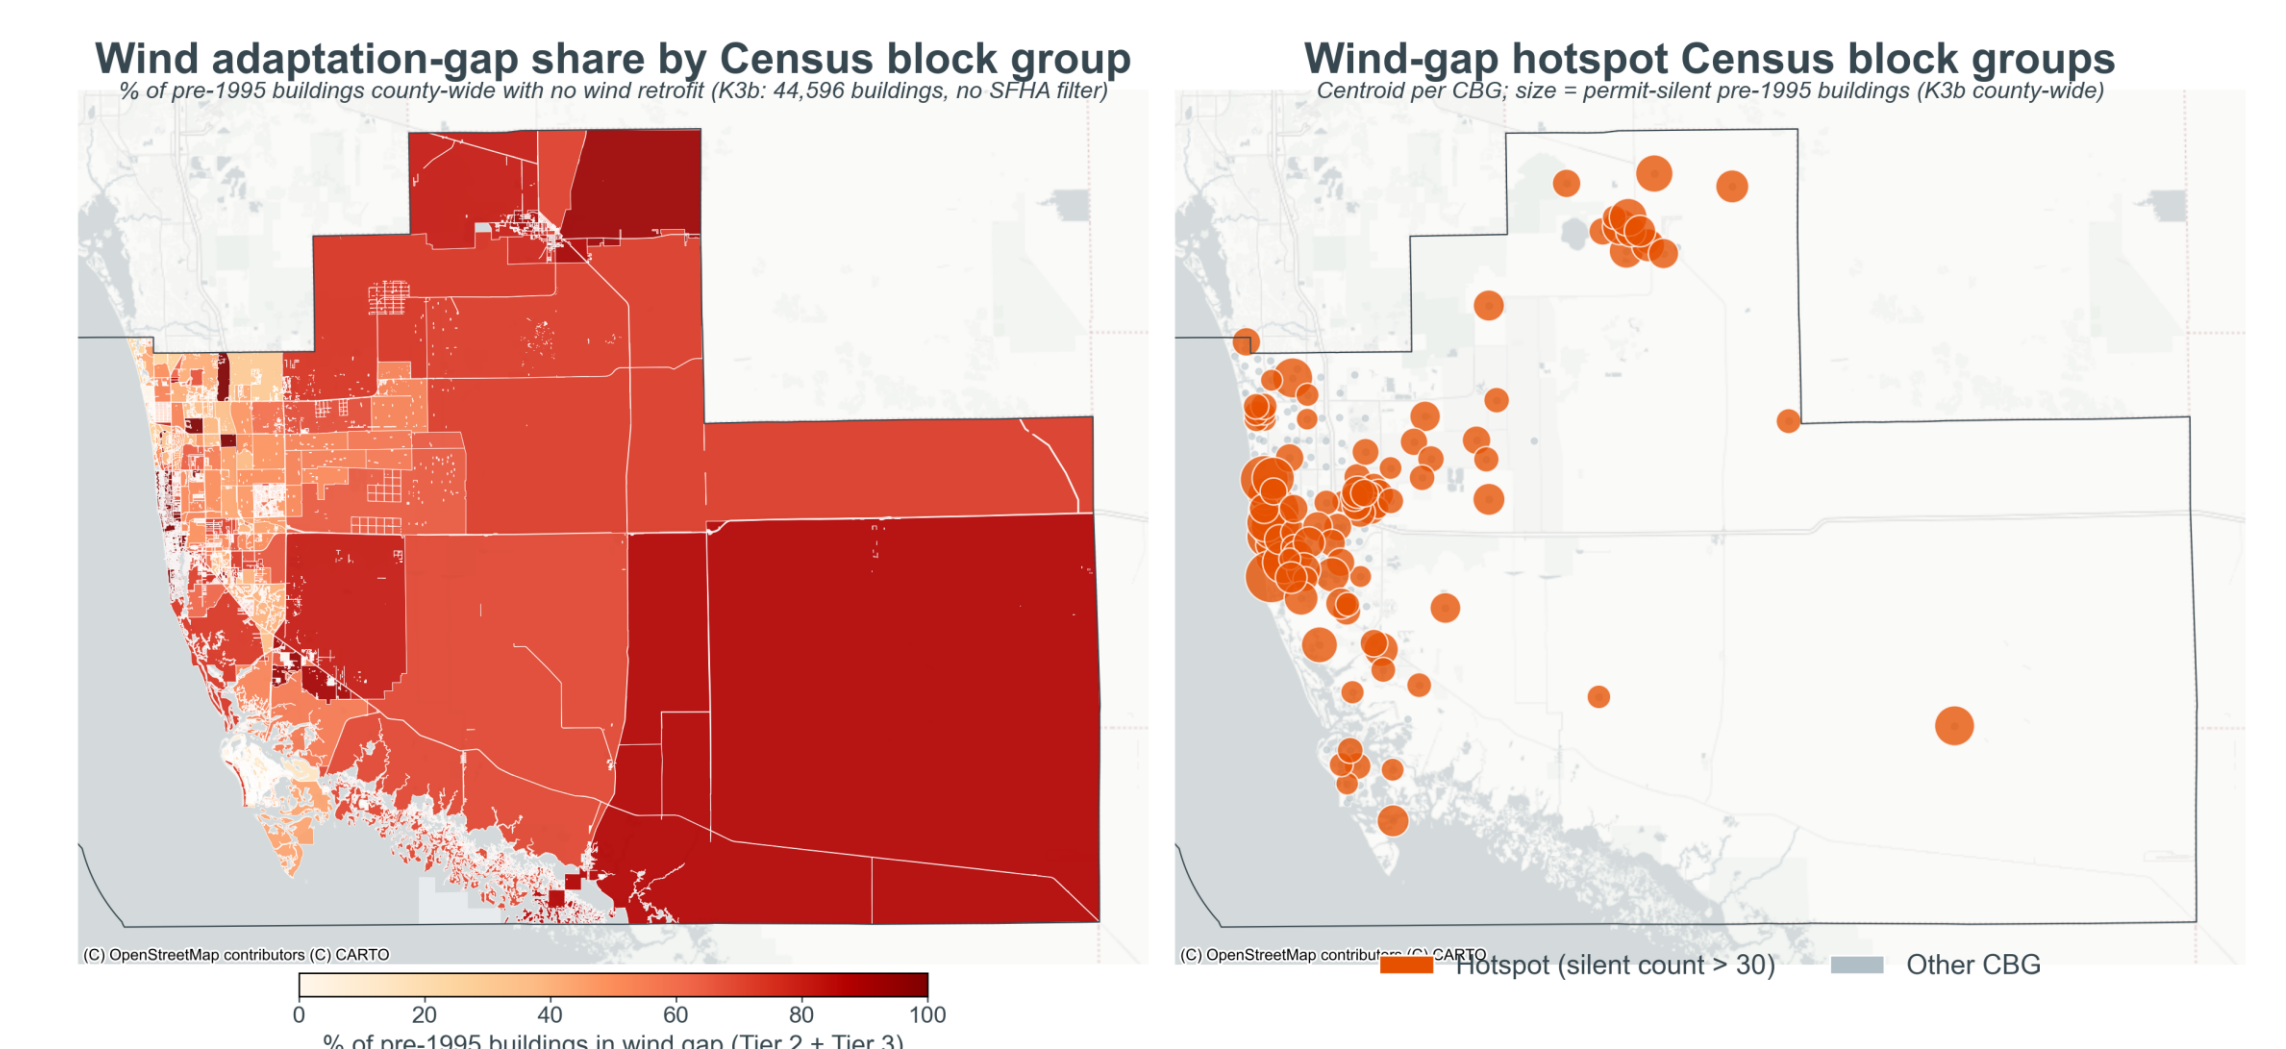 Wind adaptation-gap share by Census block group
% of pre-1995 buildings county-wide with no wind retrofit (K3b: 44,596 buildings, no SFHA filter)
(C) OpenStreetMap contributors (C) CARTO
0 20 40 60 80 100
% of pre-1995 buildings in wind gap (Tier 2 + Tier 3)
Wind-gap hotspot Census block groups
Centroid per CBG; size = permit-silent pre-1995 buildings (K3b county-wide)
(C) OpenStreetMap contributors (C) CARTO
Hotspot (silent count > 30)
Other CBG